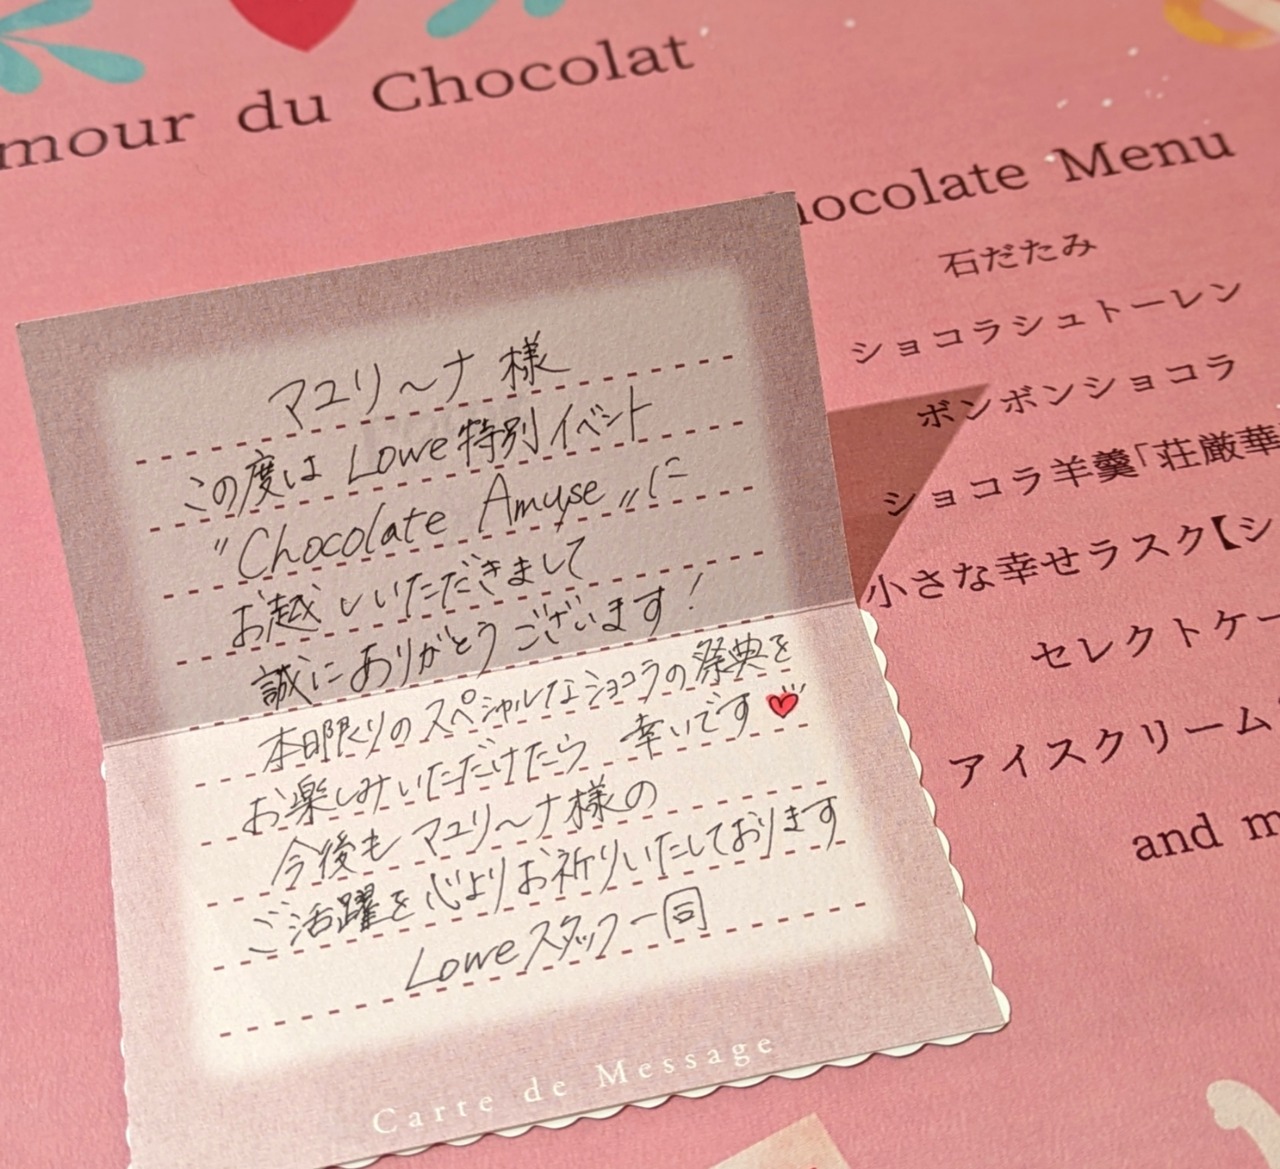 mour du Chocolat
hocolate Menu
石だたみ
ショコラシュトーレン
ボンボンショコラ
ショコラ羊羹「荘厳華
小さな幸せラスク【シ
セレクトケー
アイスクリーム
and m
マユリ〜ナ 様
この度は Lowe特別イベント
"Chocolate Amuse〟に
お越しいただきまして
誠にありがとうございます!
本日限りのスペシャルなショコラの祭典を
お楽しみいただけたら 幸いです♥
今後も マユリ〜ナ様の
ご活躍を心よりお祈りいたしております
Loweスタッフ一同
Carte de Message